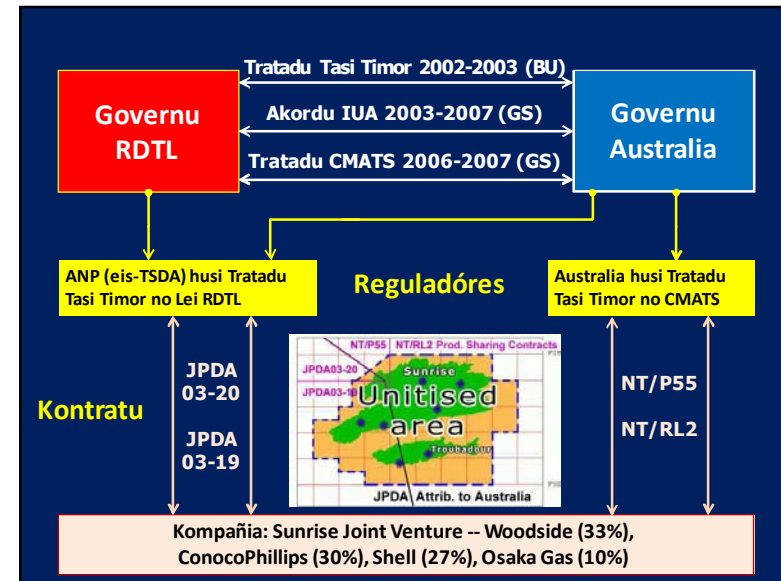 Tratadu Tasi Timor 2002-2003 (BU)
Governu
RDTL
Akordu IUA 2003-2007 (GS)
Governu
Australia
Tratadu CMATS 2006-2007 (GS)
ANP (eis-TSDA) husi Tratadu
Tasi Timor no Lei RDTL
Reguladóres
Australia husi Tratadu
Tasi Timor no CMATS
Kontratu
JPDA
03-20
JPDA
03-19
NT/P55 NT/RL2 Prod. Sharing Contracts
JPDA03-20
Sunrise
Unitised
area
Troubadour
JPDA Attrib. to Australia
NT/P55
NT/RL2
Kompañia: Sunrise Joint Venture -- Woodside (33%),
ConocoPhillips (30%), Shell (27%), Osaka Gas (10%)